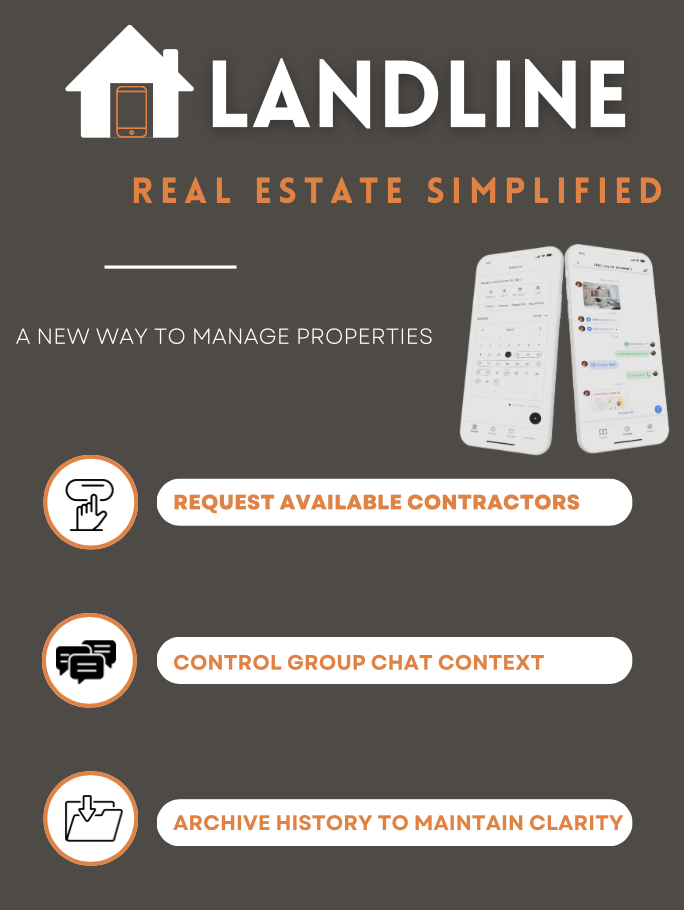 LANDLINE
REAL ESTATE SIMPLIFIED
A NEW WAY TO MANAGE PROPERTIES
REQUEST AVAILABLE CONTRACTORS
CONTROL GROUP CHAT CONTEXT
ARCHIVE HISTORY TO MAINTAIN CLARITY